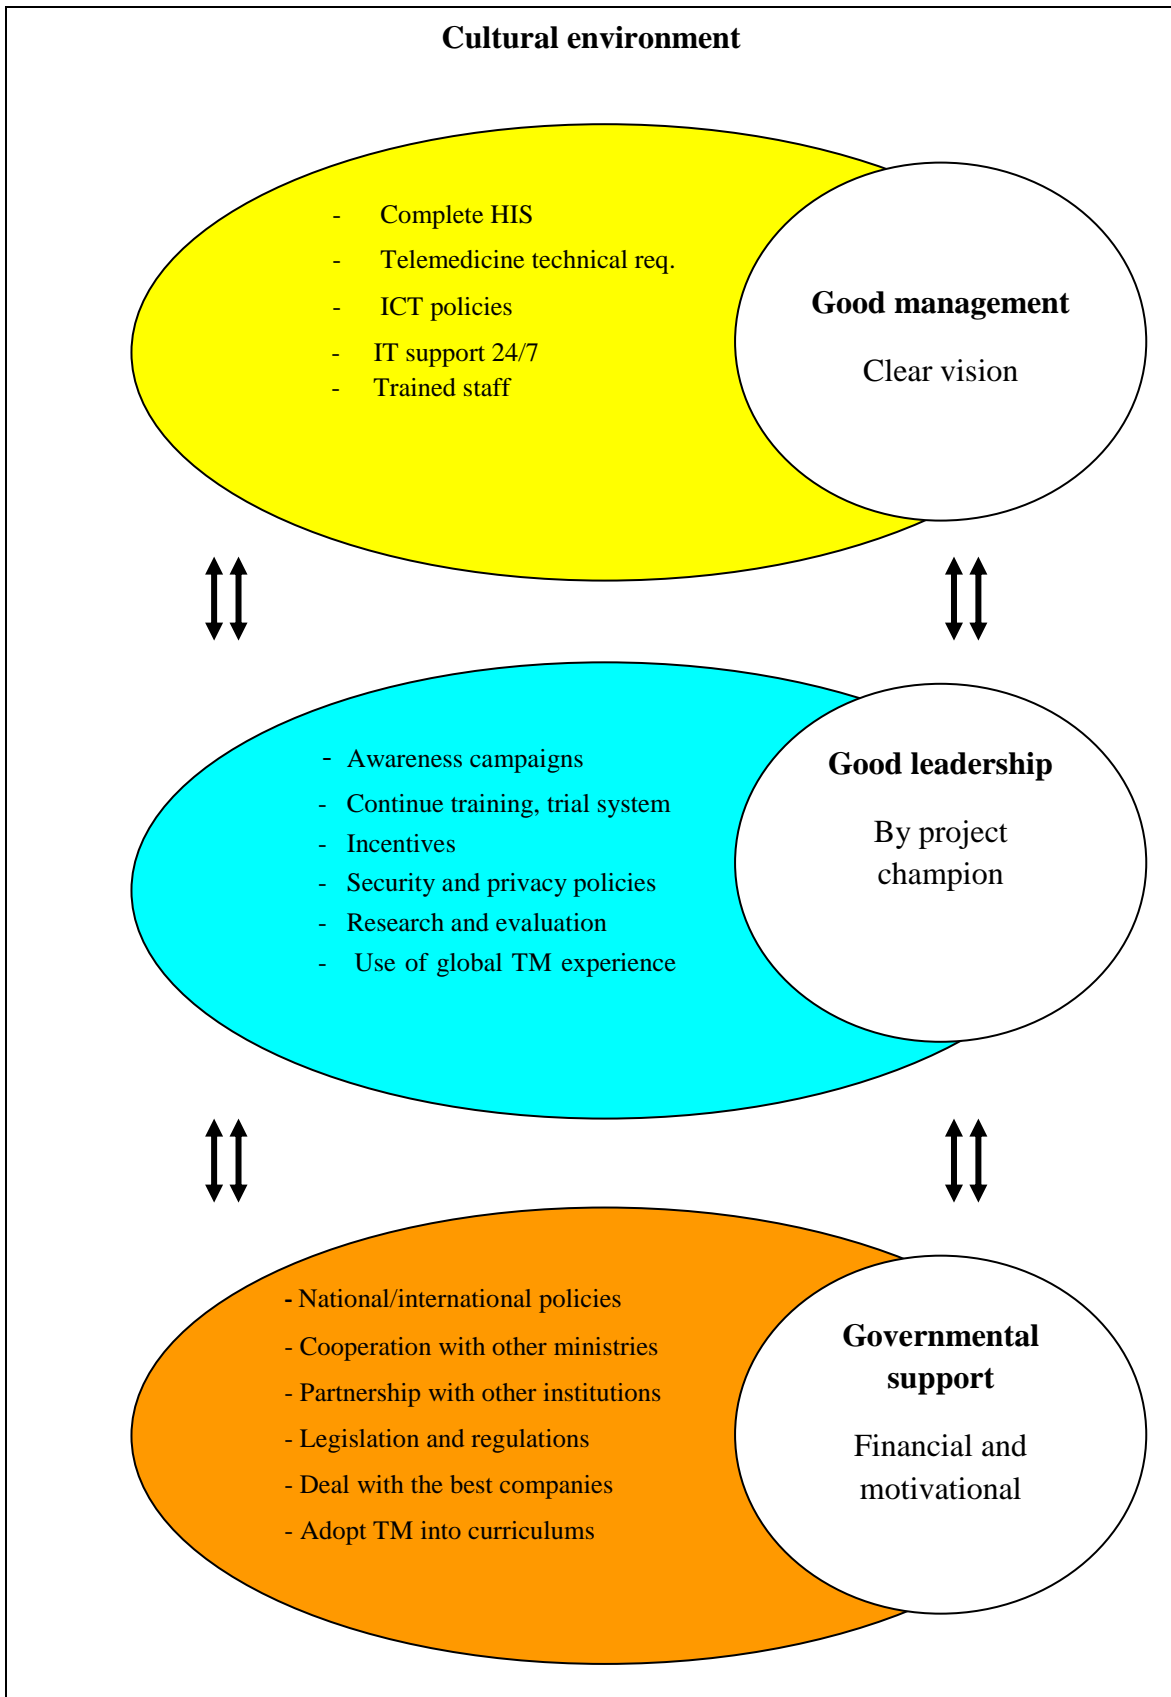 Cultural environment
- Complete HIS
- Telemedicine technical req.
- ICT policies
- IT support 24/7
- Trained staff
Good management
Clear vision
- Awareness campaigns
- Continue training, trial system
- Incentives
- Security and privacy policies
- Research and evaluation
- Use of global TM experience
Good leadership
By project
champion
- National/international policies
- Cooperation with other ministries
- Partnership with other institutions
- Legislation and regulations
- Deal with the best companies
- Adopt TM into curriculums
Governmental
support
Financial and
motivational